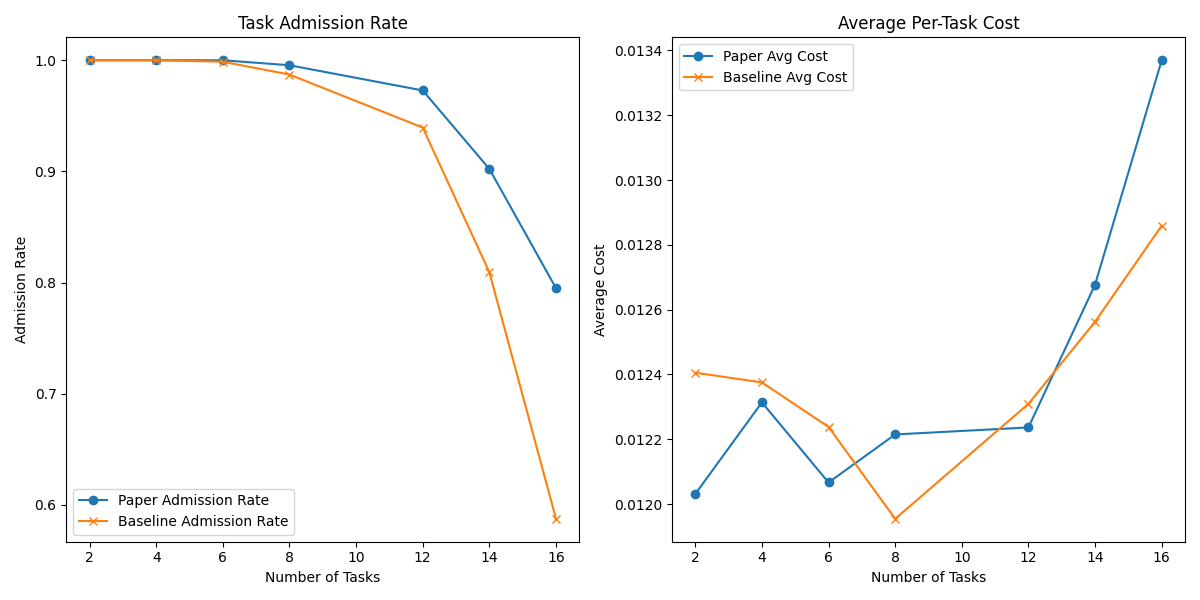 Task Admission Rate
Admission Rate
1.0
0.9
0.8
0.7
0.6
Paper Admission Rate
Baseline Admission Rate
2 4 6 8 10 12 14 16
Number of Tasks
Average Per-Task Cost
Average Cost
0.0134
0.0132
0.0130
0.0128
0.0126
0.0124
0.0122
0.0120
Paper Avg Cost
Baseline Avg Cost
2 4 6 8 10 12 14 16
Number of Tasks